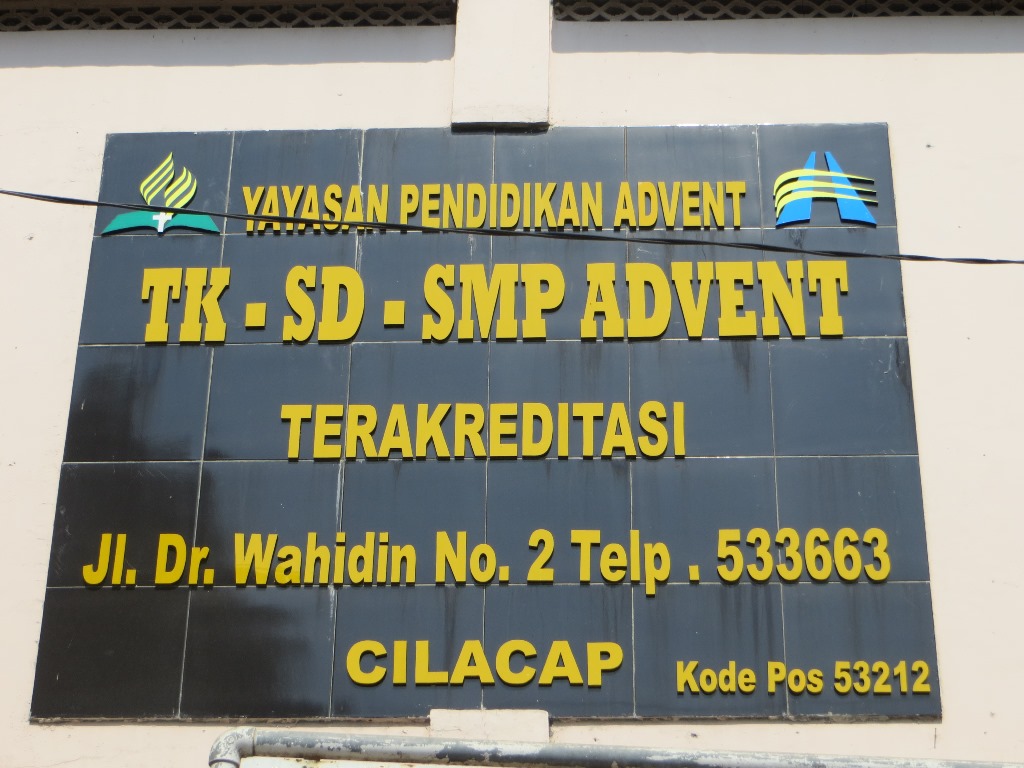 YAYASAN PENDIDIKAN ADVENT
TK - SD - SMP ADVENT
TERAKREDITASI
Jl. Dr. Wahidin No. 2 Telp . 533663
CILACAP
Kode Pos 53212